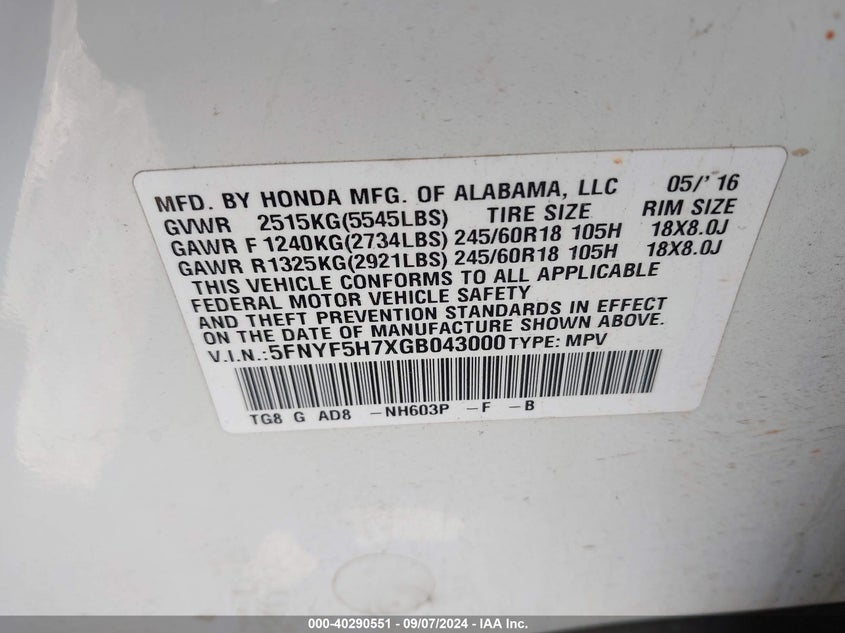 MFD. BY HONDA MFG. OF ALABAMA, LLC 05/' 16
GVWR 2515KG(5545LBS) TIRE SIZE RIM SIZE
GAWR F 1240KG(2734LBS) 245/60R18 105H 18X8.0J
GAWR R1325KG(2921LBS) 245/60R18 105H 18X8.0J
THIS VEHICLE CONFORMS TO ALL APPLICABLE
FEDERAL MOTOR VEHICLE SAFETY
AND THEFT PREVENTION STANDARDS IN EFFECT
ON THE DATE OF MANUFACTURE SHOWN ABOVE.
V.I.N.:5FNYF5H7XGB043000 TYPE: MPV
TG8 G AD8 -NH603P -F -B
000-40290551 - 09/07/2024 - IAA Inc.